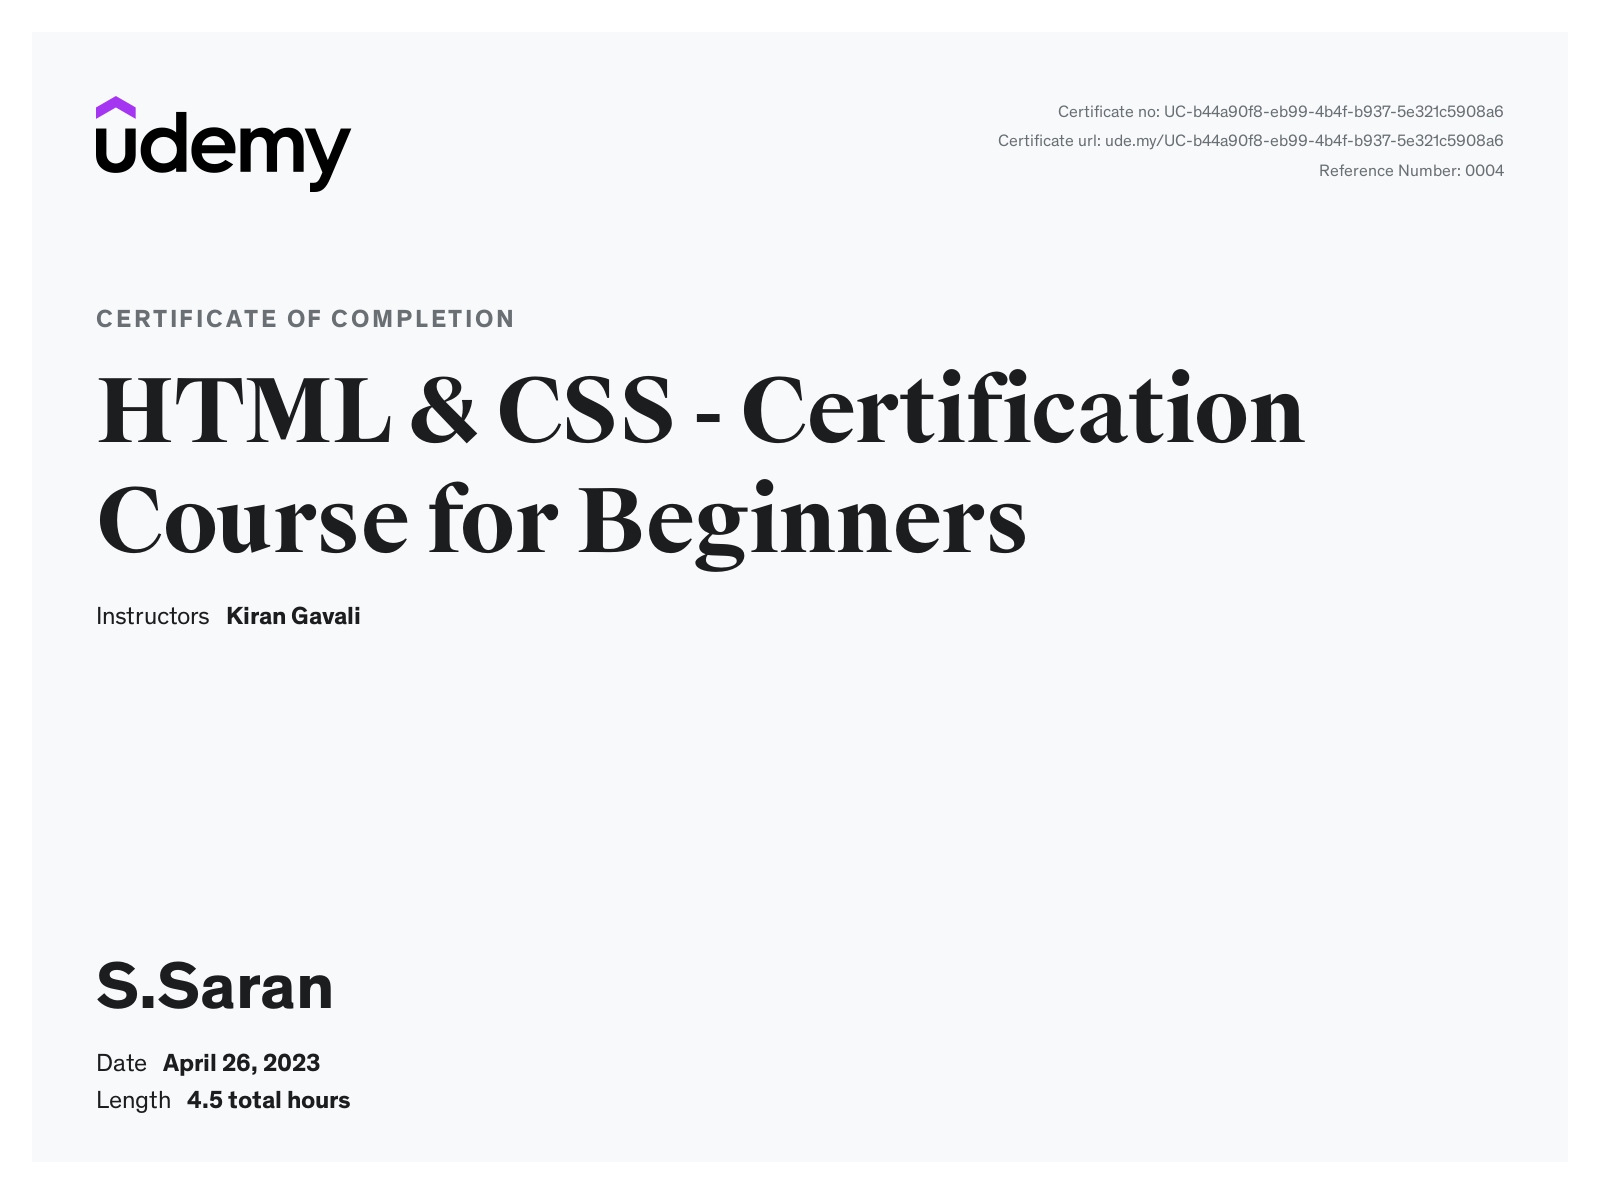 udemy
Certificate no: UC-b44a90f8-eb99-4b4f-b937-5e321c5908a6
Certificate url: ude.my/UC-b44a90f8-eb99-4b4f-b937-5e321c5908a6
Reference Number: 0004
CERTIFICATE OF COMPLETION
HTML & CSS - Certification
Course for Beginners
Instructors Kiran Gavali
S.Saran
Date April 26, 2023
Length 4.5 total hours